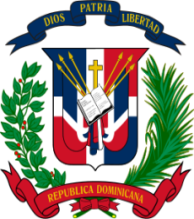 DIOS PATRIA LIBERTAD
REPUBLICA DOMINICANA